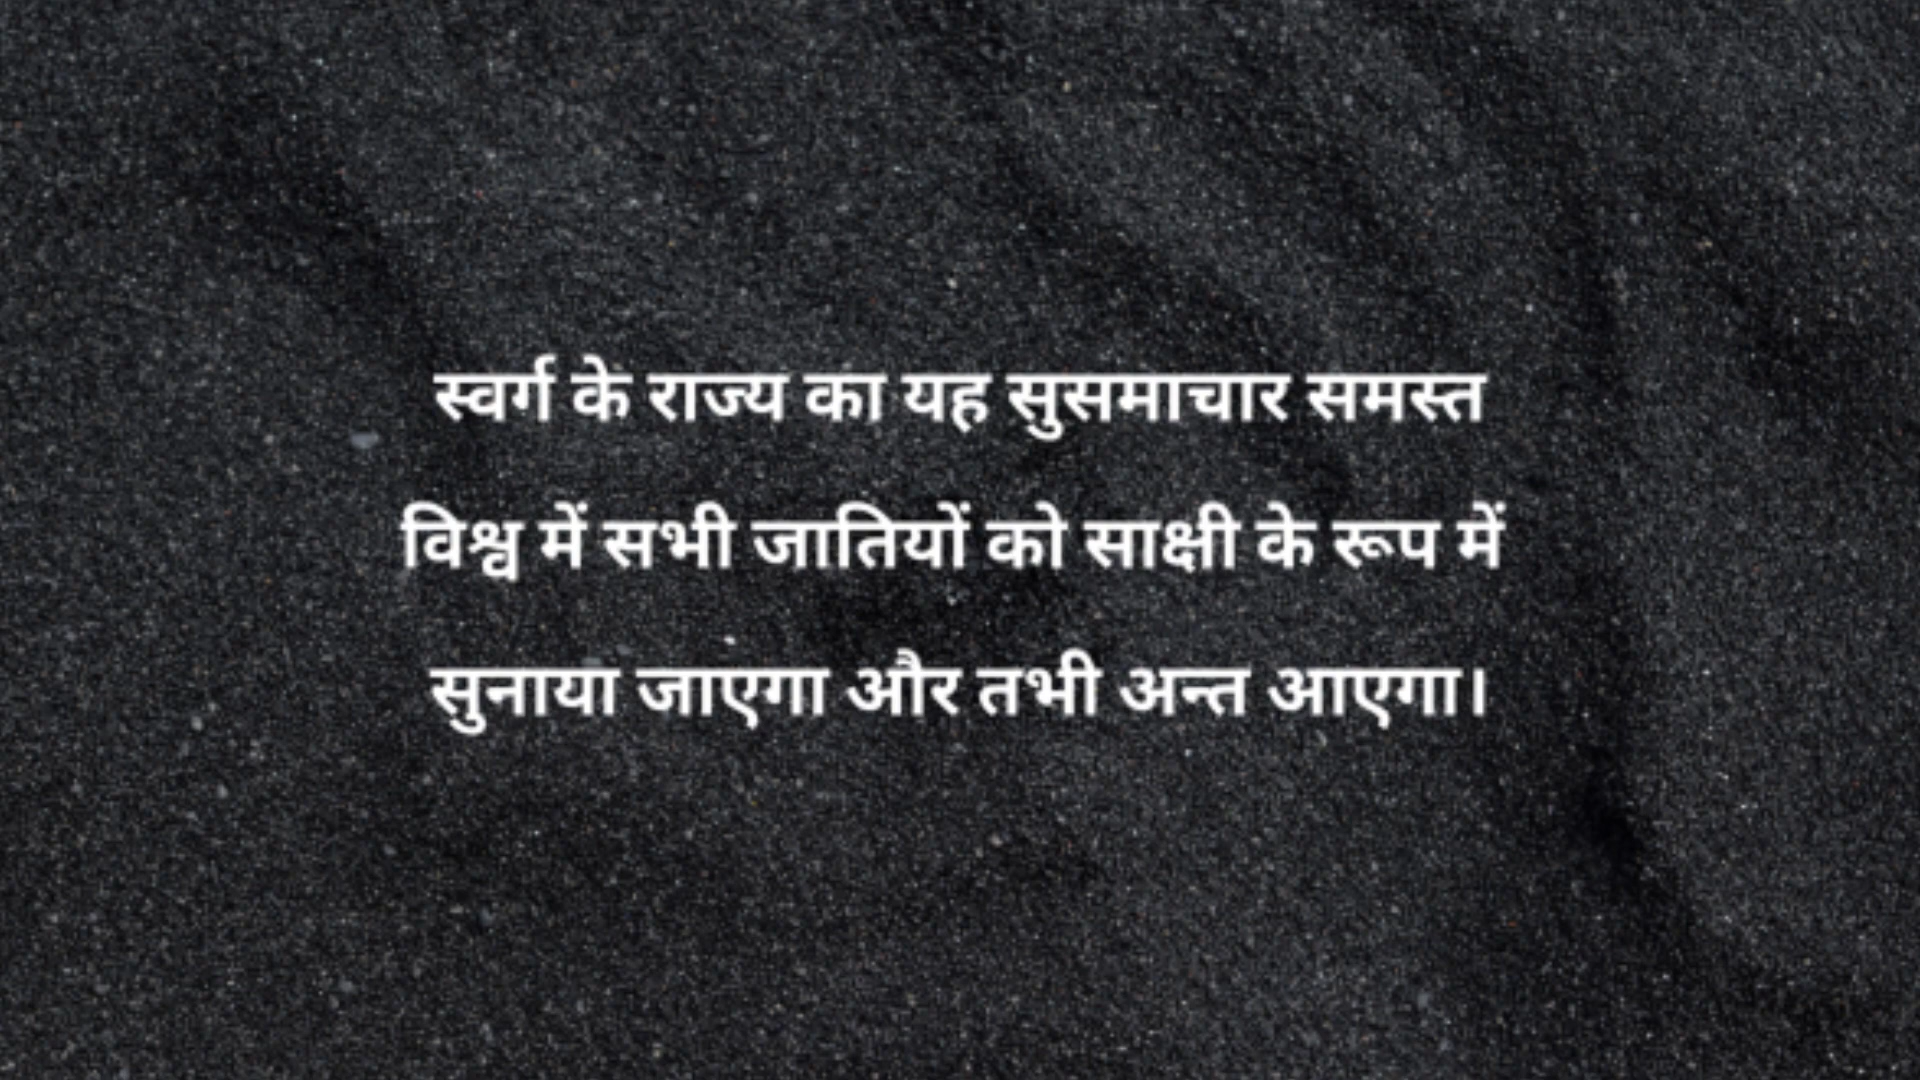 स्वर्ग के राज्य का यह सुसमाचार समस्त
विश्व में सभी जातियों को साक्षी के रूप में
सुनाया जाएगा और तभी अन्त आएगा।